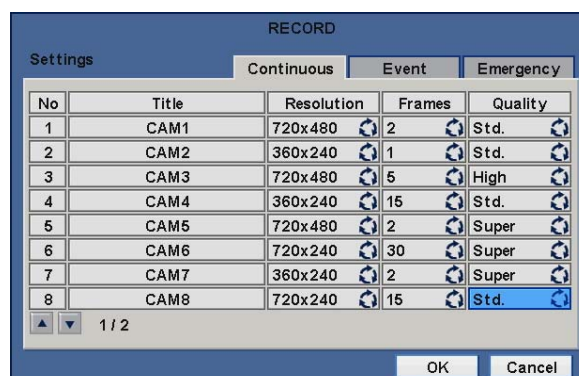 RECORD
Settings
Continuous Event Emergency
No Title Resolution Frames Quality
1 CAM1 720x480 2 Std.
2 CAM2 360x240 1 Std.
3 CAM3 720x480 5 High
4 CAM4 360x240 15 Std.
5 CAM5 720x480 2 Super
6 CAM6 720x240 30 Super
7 CAM7 360x240 2 Super
8 CAM8 720x240 15 Std.
1 / 2
OK Cancel